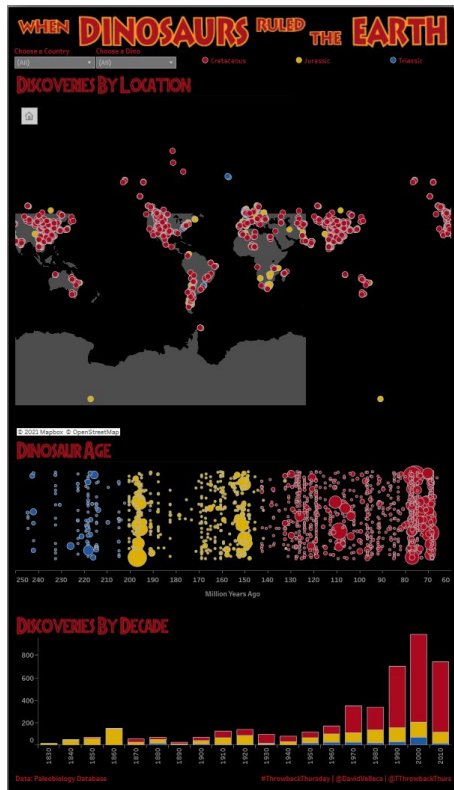 WHEN DINOSAURS RULED THE EARTH
Choose a Country Choose a Dino
(All) (All) Cretaceous Jurassic Triassic
DISCOVERIES BY LOCATION
© 2021 Mapbox © OpenStreetMap
DINOSAUR AGE
250 240 230 220 210 200 190 180 170 160 150 140 130 120 110 100 90 80 70 60
Million Years Ago
DISCOVERIES BY DECADE
800
600
400
200
0
1830 1840 1850 1860 1870 1880 1890 1900 1910 1920 1930 1940 1950 1960 1970 1980 1990 2000 2010
Data: Paleobiology Database #ThrowbackThursday | @DavidVelleca | @TThrowbackThurs